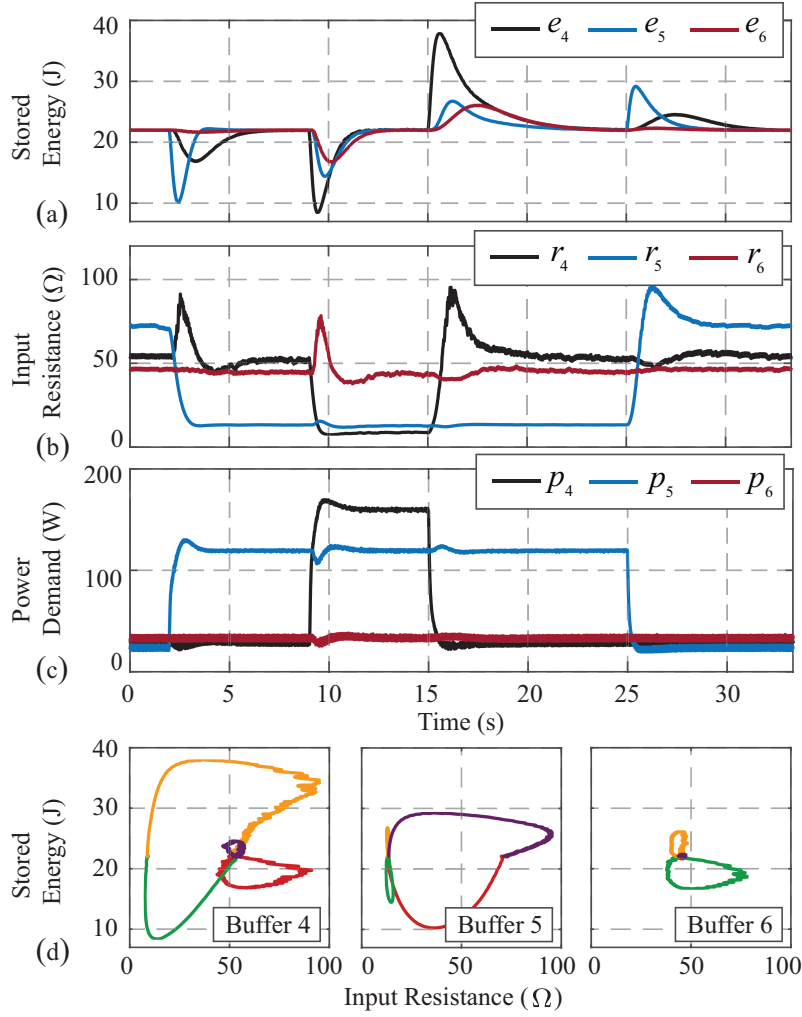 e₄ e₅ e₆
Stored
Energy (J)
40
30
20
10
(a)
r₄ r₅ r₆
Input
Resistance (Ω)
100
50
0
(b)
p₄ p₅ p₆
Power
Demand (W)
200
100
0
(c)
0 5 10 15 20 25 30
Time (s)
Stored
Energy (J)
40
30
20
10
(d)
Buffer 4 Buffer 5 Buffer 6
0 50 100 0 50 100 0 50 100
Input Resistance (Ω)